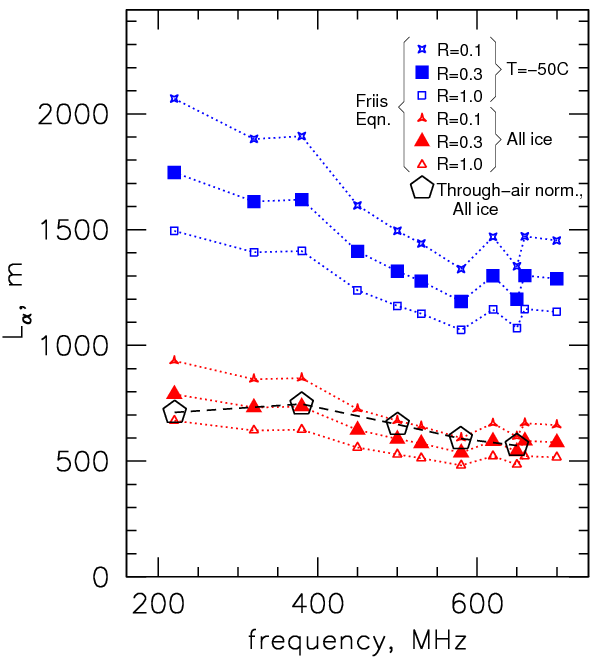 2000
1500
1000
500
0
200
400
600
frequency, MHz
Lα, m
Friis
Eqn.
R=0.1
R=0.3
R=1.0
T=−50C
R=0.1
R=0.3
R=1.0
All ice
Through−air norm.,
All ice